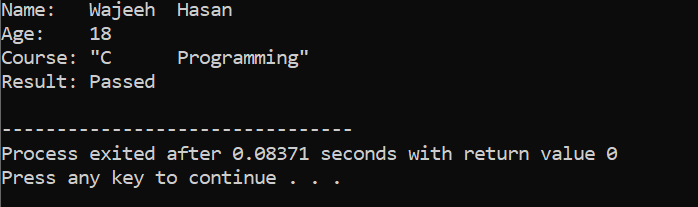 Name:   Wajeeh  Hasan
Age:    18
Course: "C      Programming"
Result: Passed
--------------------------------
Process exited after 0.08371 seconds with return value 0
Press any key to continue . . .